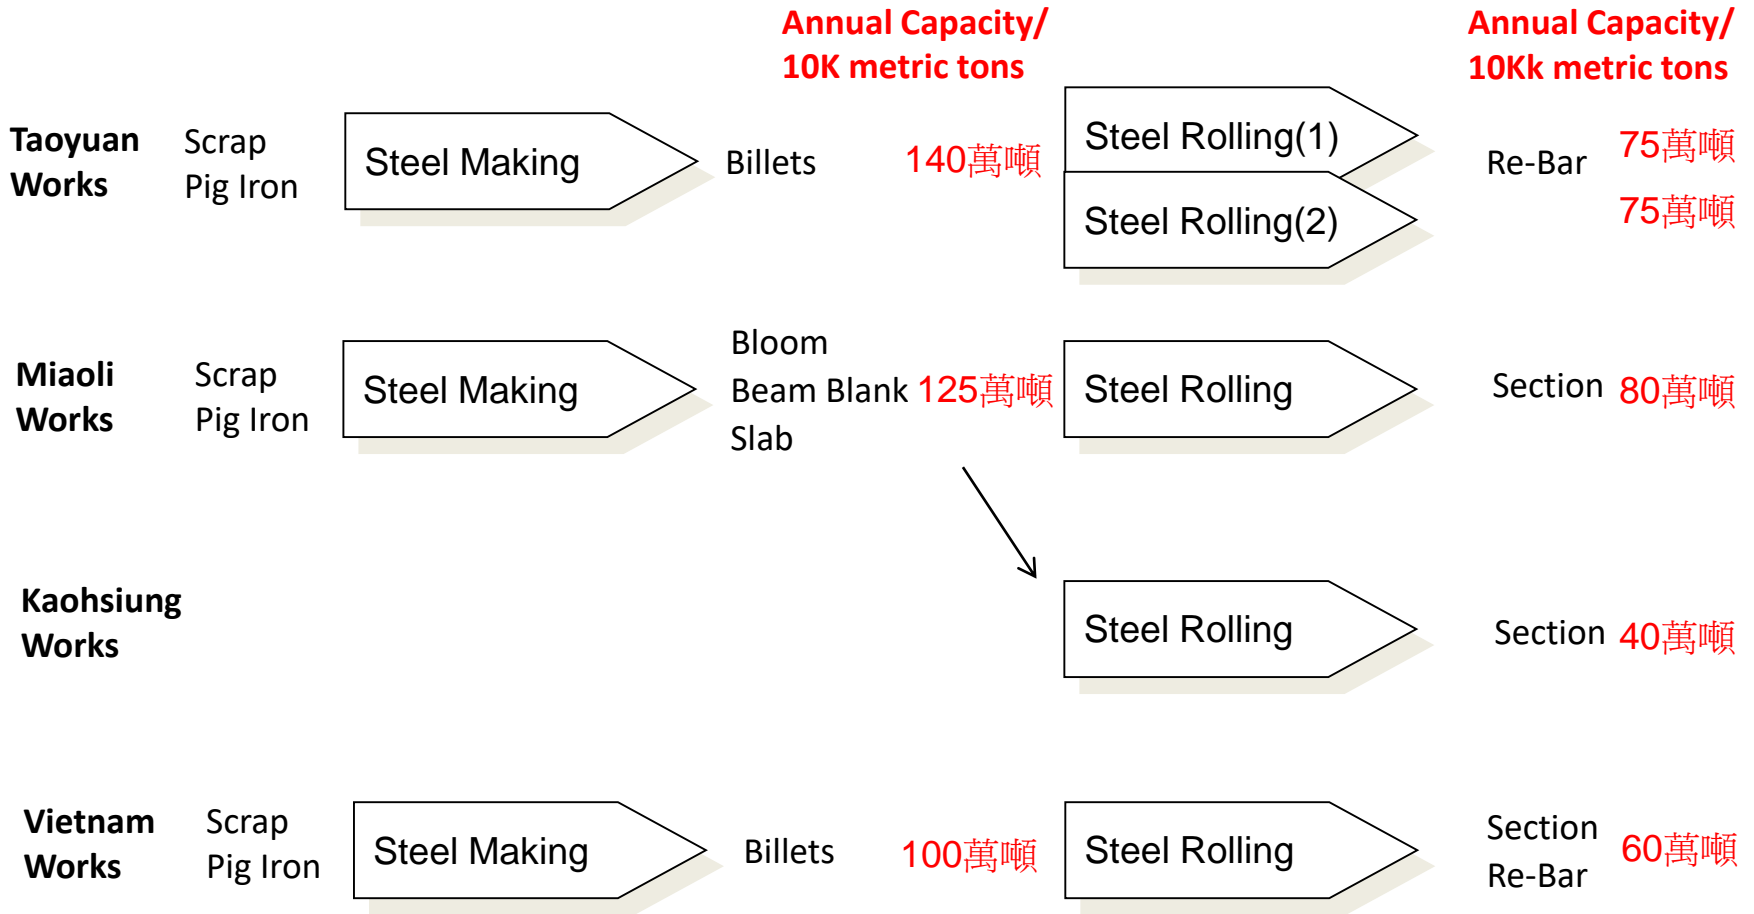 Annual Capacity/
10K metric tons
Annual Capacity/
10Kk metric tons
Taoyuan
Works
Scrap
Pig Iron
Steel Making
Billets
140萬噸
Steel Rolling(1)
Steel Rolling(2)
Re-Bar
75萬噸
75萬噸
Miaoli
Works
Scrap
Pig Iron
Steel Making
Bloom
Beam Blank
Slab
125萬噸
Steel Rolling
Section
80萬噸
Kaohsiung
Works
Steel Rolling
Section
40萬噸
Vietnam
Works
Scrap
Pig Iron
Steel Making
Billets
100萬噸
Steel Rolling
Section
Re-Bar
60萬噸